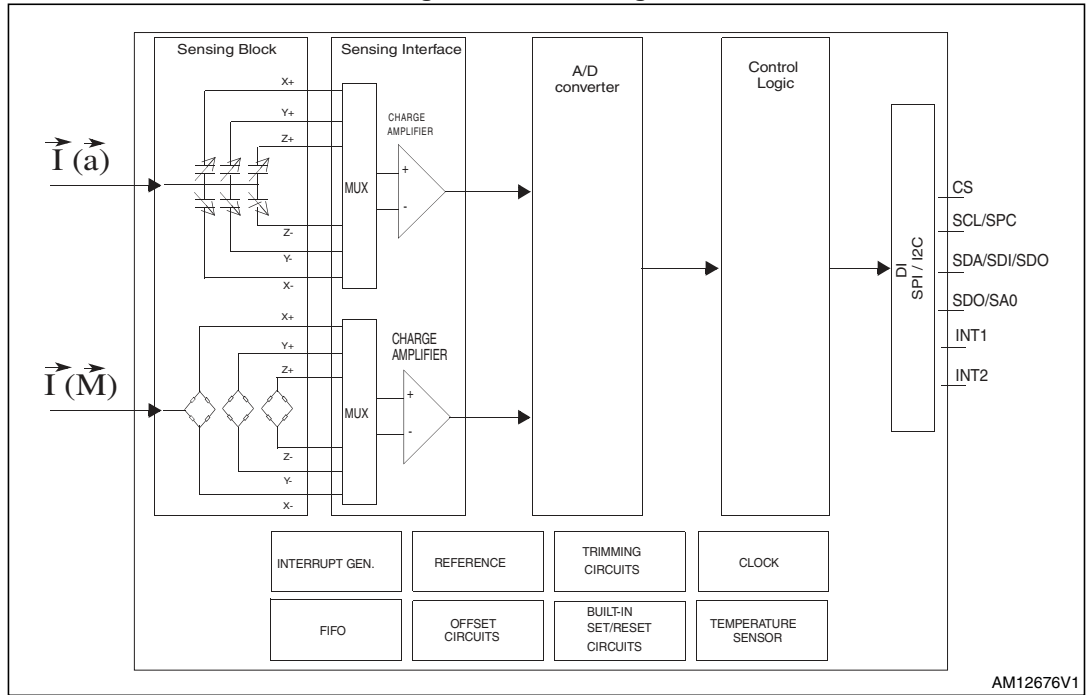 Sensing Block
Sensing Interface
A/D
converter
Control
Logic
X+
Y+
Z+
CHARGE
AMPLIFIER
I (a)
MUX
+
-
Z-
Y-
X-
X+
Y+
Z+
CHARGE
AMPLIFIER
I (M)
MUX
+
-
Z-
Y-
X-
DI
SPI / I2C
CS
SCL/SPC
SDA/SDI/SDO
SDO/SA0
INT1
INT2
INTERRUPT GEN.
REFERENCE
TRIMMING
CIRCUITS
CLOCK
FIFO
OFFSET
CIRCUITS
BUILT-IN
SET/RESET
CIRCUITS
TEMPERATURE
SENSOR
AM12676V1